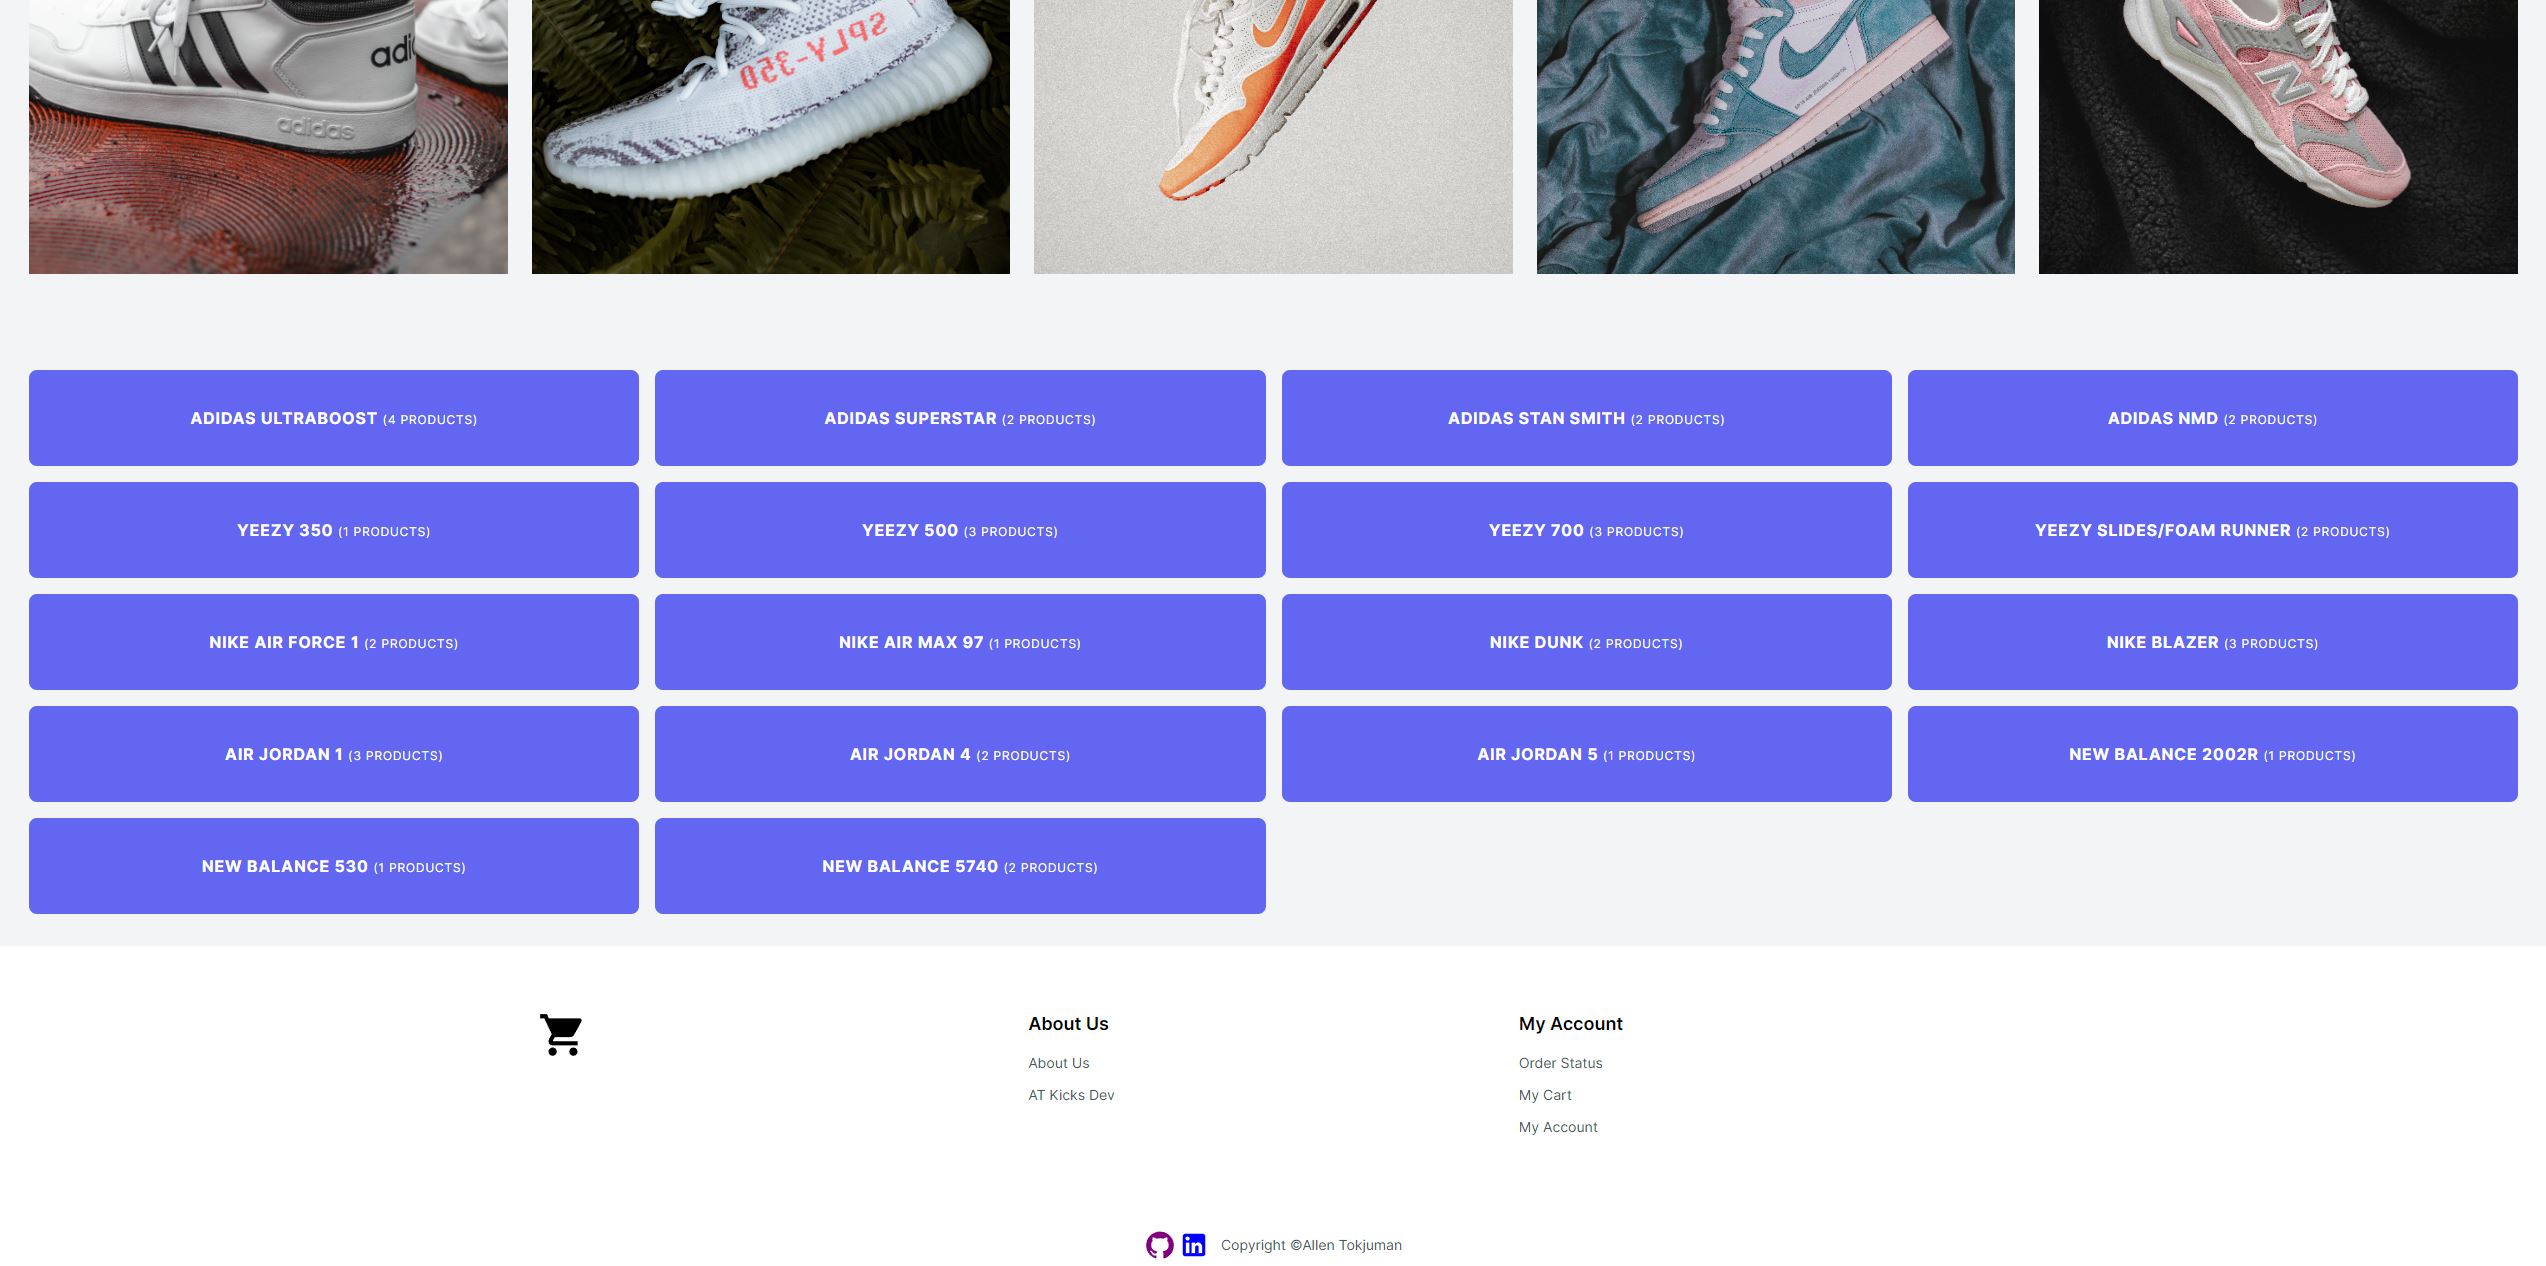 adi
adidas
SPLY-350
N
ADIDAS ULTRABOOST (4 PRODUCTS)
ADIDAS SUPERSTAR (2 PRODUCTS)
ADIDAS STAN SMITH (2 PRODUCTS)
ADIDAS NMD (2 PRODUCTS)
YEEZY 350 (1 PRODUCTS)
YEEZY 500 (3 PRODUCTS)
YEEZY 700 (3 PRODUCTS)
YEEZY SLIDES/FOAM RUNNER (2 PRODUCTS)
NIKE AIR FORCE 1 (2 PRODUCTS)
NIKE AIR MAX 97 (1 PRODUCTS)
NIKE DUNK (2 PRODUCTS)
NIKE BLAZER (3 PRODUCTS)
AIR JORDAN 1 (3 PRODUCTS)
AIR JORDAN 4 (2 PRODUCTS)
AIR JORDAN 5 (1 PRODUCTS)
NEW BALANCE 2002R (1 PRODUCTS)
NEW BALANCE 530 (1 PRODUCTS)
NEW BALANCE 5740 (2 PRODUCTS)
About Us
About Us
AT Kicks Dev
My Account
Order Status
My Cart
My Account
in
Copyright ©Allen Tokjuman